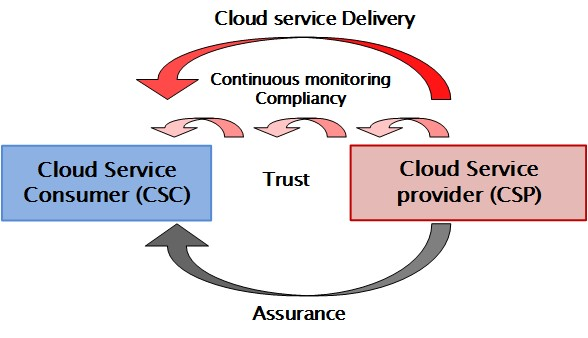 Cloud service Delivery
Continuous monitoring
Compliancy
Cloud Service
Consumer (CSC)
Trust
Cloud Service
provider (CSP)
Assurance